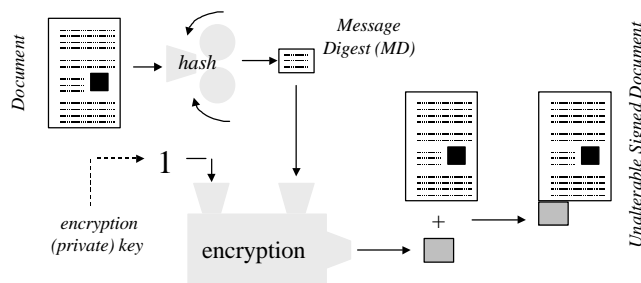 Document
hash
Message
Digest (MD)
Unalterable Signed Document
1
encryption
(private) key
encryption
+